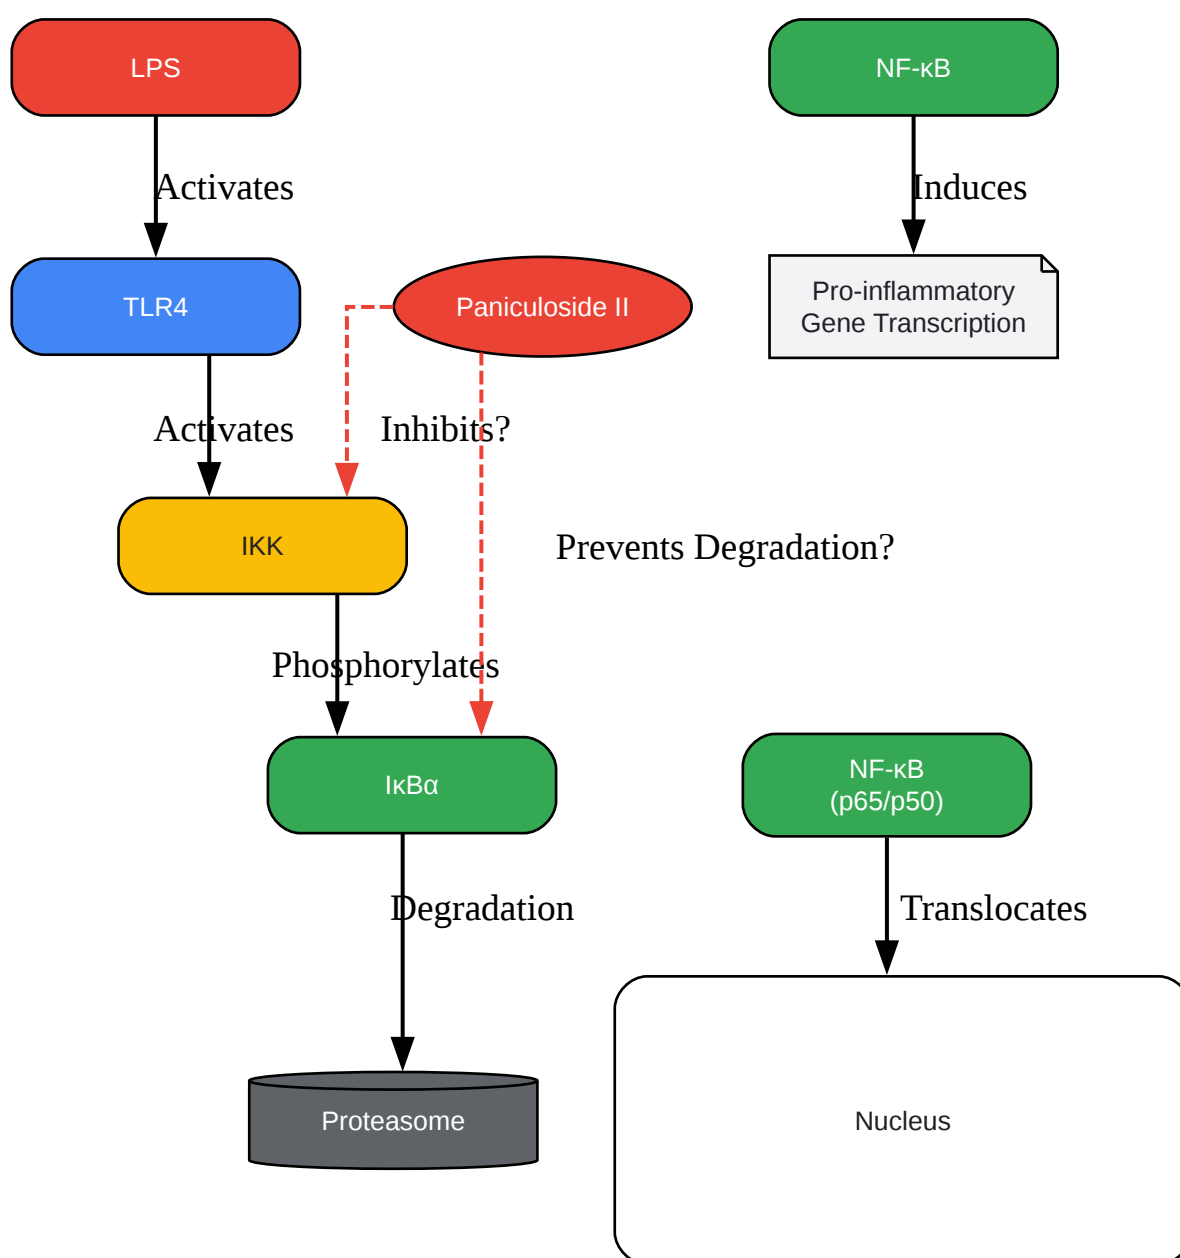 LPS
NF-κB
Activates
Induces
TLR4
Paniculoside II
Pro-inflammatory
Gene Transcription
Activates
Inhibits?
IKK
Prevents Degradation?
Phosphorylates
IκBα
NF-κB
(p65/p50)
Degradation
Translocates
Proteasome
Nucleus